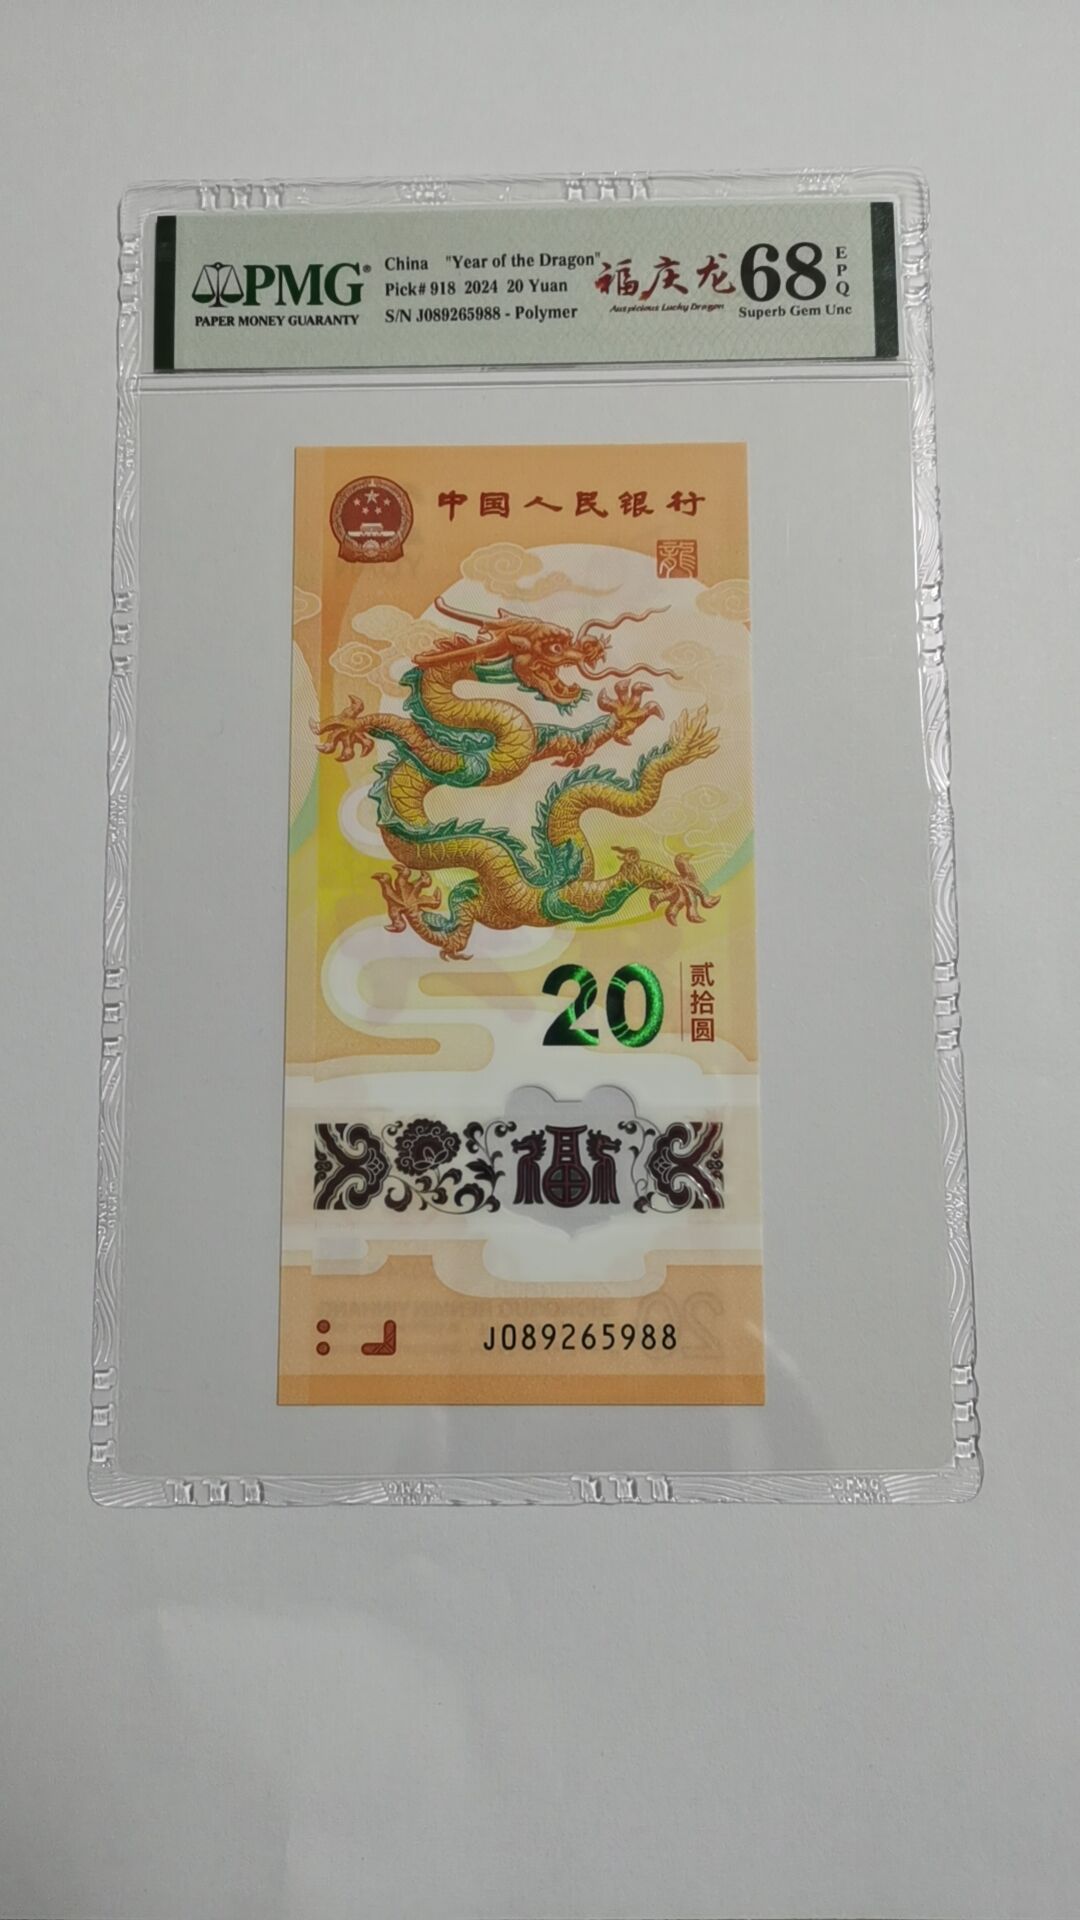 PMG®
PAPER MONEY GUARANTY
China "Year of the Dragon"
Pick# 918 2024 20 Yuan
S/N J089265988 - Polymer
福庆龙
Auspicious Lucky Dragon
68
EPQ
Superb Gem Unc
中国人民银行
龍
20
贰拾圆
福
J089265988